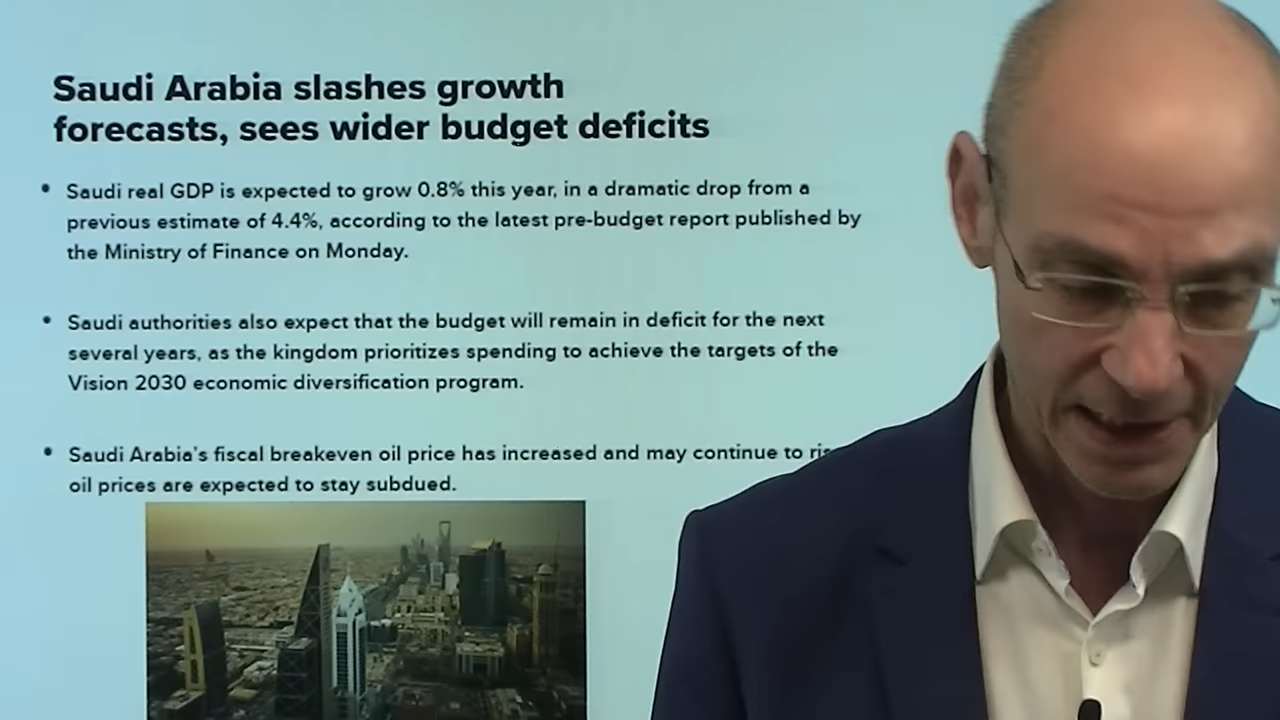 Saudi Arabia slashes growth
forecasts, sees wider budget deficits
• Saudi real GDP is expected to grow 0.8% this year, in a dramatic drop from a
previous estimate of 4.4%, according to the latest pre-budget report published by
the Ministry of Finance on Monday.
• Saudi authorities also expect that the budget will remain in deficit for the next
several years, as the kingdom prioritizes spending to achieve the targets of the
Vision 2030 economic diversification program.
• Saudi Arabia's fiscal breakeven oil price has increased and may continue to
oil prices are expected to stay subdued.